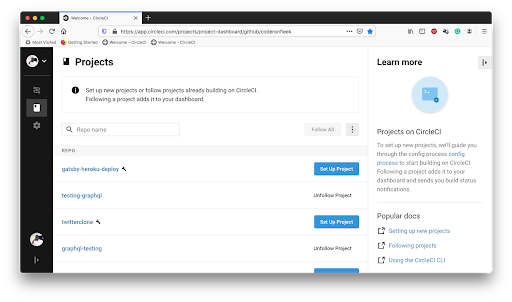 Welcome - CircleCI
https://app.circleci.com/projects/project-dashboard/github/coderonfleek
Most Visited
Getting Started
Welcome - CircleCI
Welcome - CircleCI
Projects
Set up new projects or follow projects already building on CircleCI.
Following a project adds it to your dashboard.
Repo name
Follow All
REPO
gatsby-heroku-deploy
Set Up Project
testing-graphql
Unfollow Project
twitterclone
Set Up Project
graphql-testing
Unfollow Project
Learn more
Projects on CircleCI
To set up new projects, we'll guide you
through the config process config
process to start building on CircleCI.
Following a project adds it to your
dashboard and sends you build status
notifications.
Popular docs
Setting up new projects
Following projects
Using the CircleCI CLI